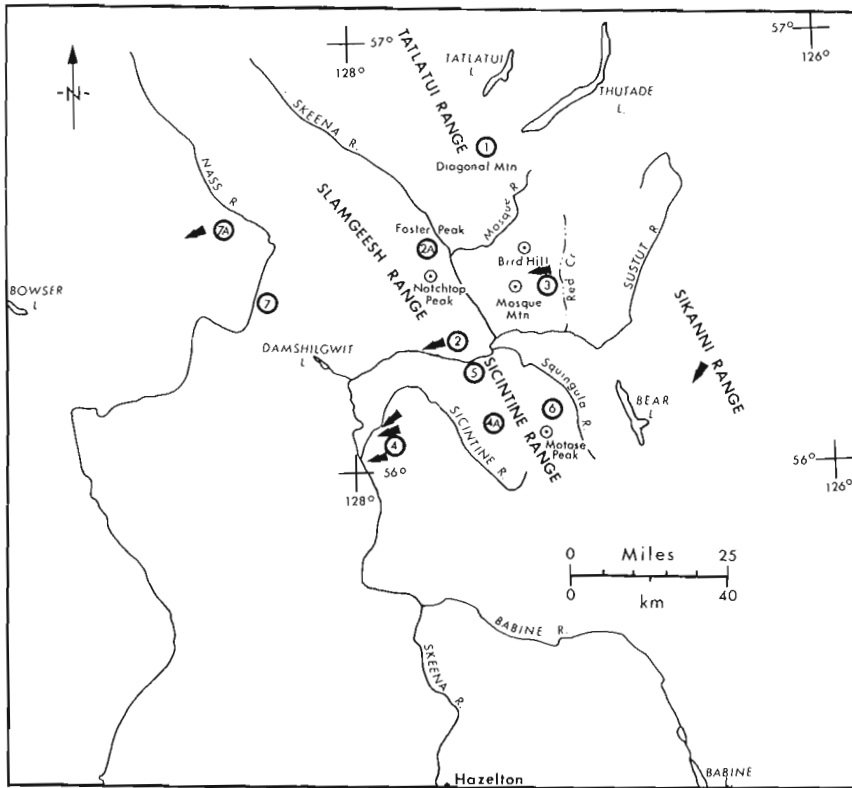 57°
128°
57°
126°
-N-
TATLATUI RANGE
TATLATUI
L.
THUTADE
L.
SKEENA R.
1
Diagonal Mtn
NASS R
SLAMGEESH RANGE
Mosque R
7A
Foster Peak
2A
Notchtop
Peak
Bird Hill
3
Mosque
Mtn
Red Cr.
SUSTUT R.
BOWSER
L
7
SIKANNI RANGE
DAMSHILGWIT
L
2
5
SICINTINE RANGE
Squingula R.
BEAR
L
6
4A
Motase
Peak
SICINTINE R.
4
128°
56°
56°
126°
0 Miles 25
0 40
km
BABINE R.
SKEENA R.
Hazelton
BABINE